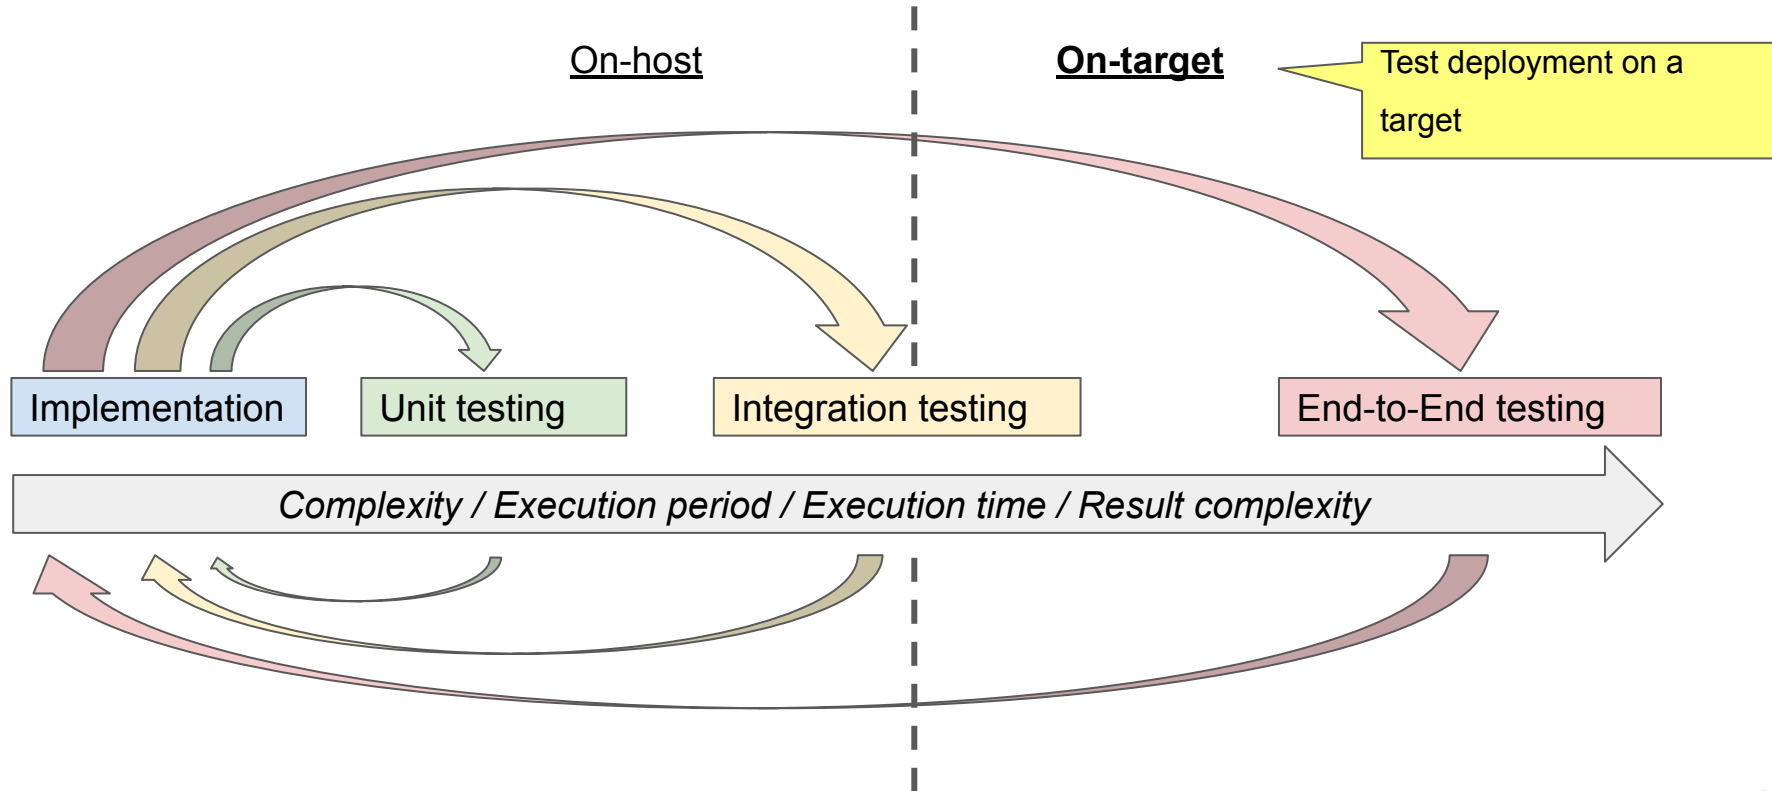 On-host
On-target
Test deployment on a
target
Implementation
Unit testing
Integration testing
End-to-End testing
Complexity / Execution period / Execution time / Result complexity